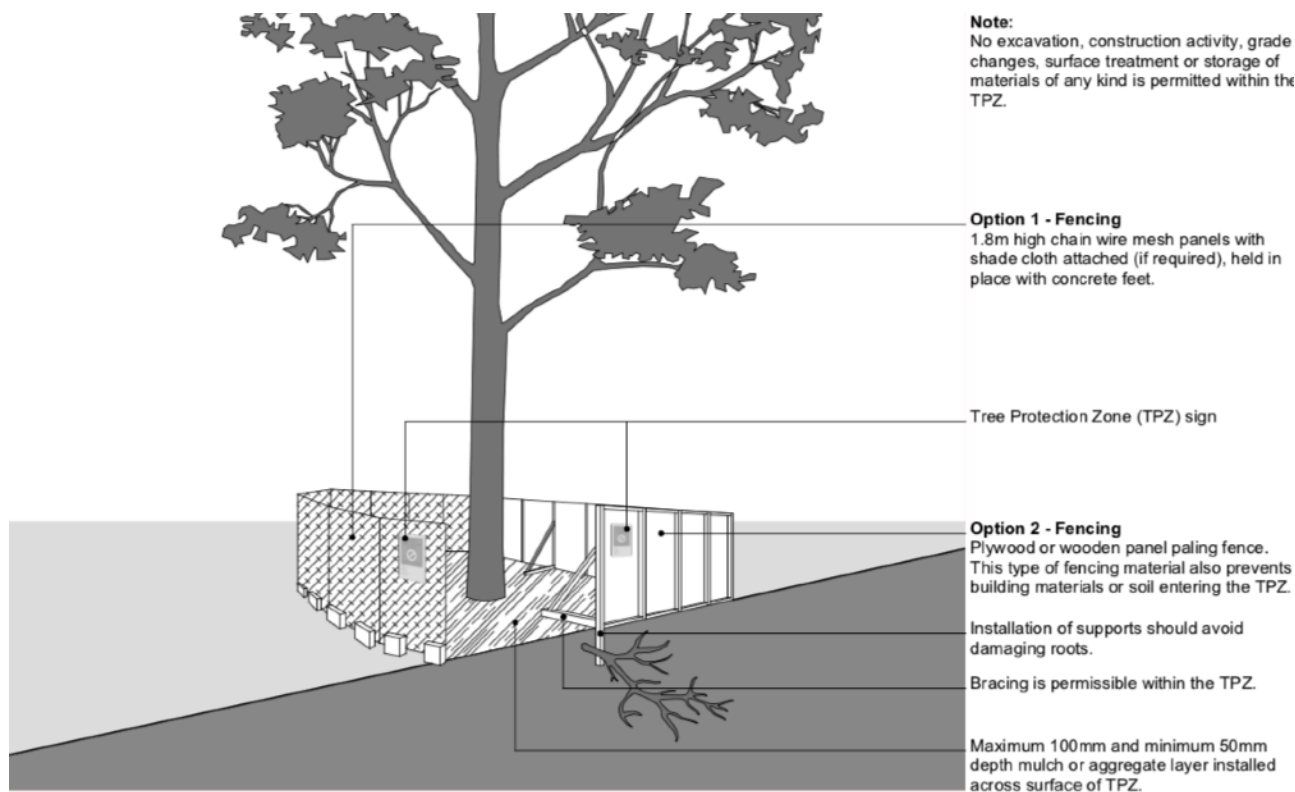 Note:
No excavation, construction activity, grade
changes, surface treatment or storage of
materials of any kind is permitted within the
TPZ.
Option 1 - Fencing
1.8m high chain wire mesh panels with
shade cloth attached (if required), held in
place with concrete feet.
Tree Protection Zone (TPZ) sign
Option 2 - Fencing
Plywood or wooden panel paling fence.
This type of fencing material also prevents
building materials or soil entering the TPZ.
Installation of supports should avoid
damaging roots.
Bracing is permissible within the TPZ.
Maximum 100mm and minimum 50mm
depth mulch or aggregate layer installed
across surface of TPZ.